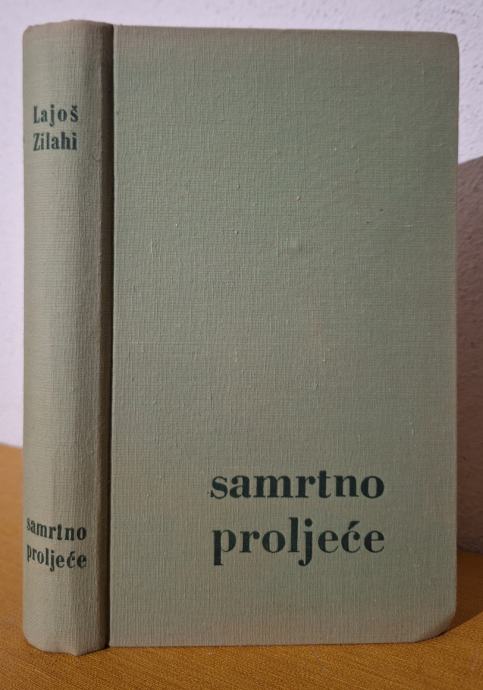 Lajoš
Zilahi
samrtno
proljeće
samrtno
proljeće